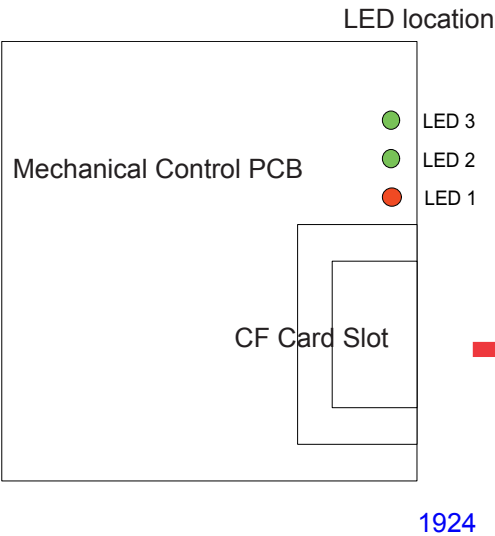 LED location
LED 3
LED 2
Mechanical Control PCB
LED 1
CF Card Slot
1924